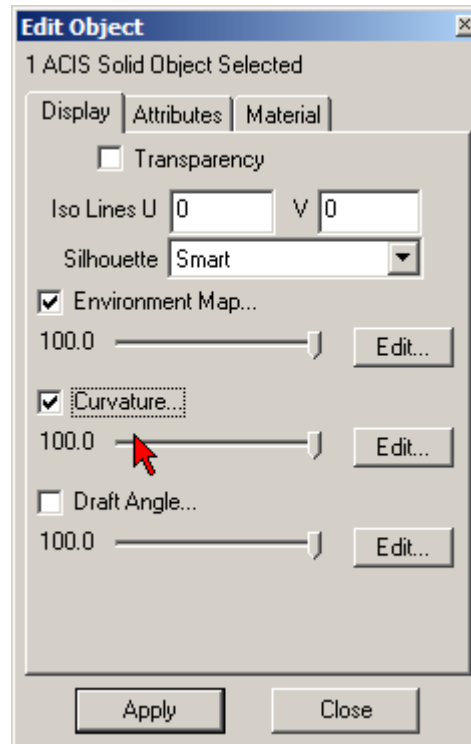 Edit Object
1 ACIS Solid Object Selected
Display Attributes Material
Transparency
Iso Lines U 0 V 0
Silhouette Smart
Environment Map...
100.0 Edit...
Curvature...
100.0 Edit...
Draft Angle...
100.0 Edit...
Apply Close